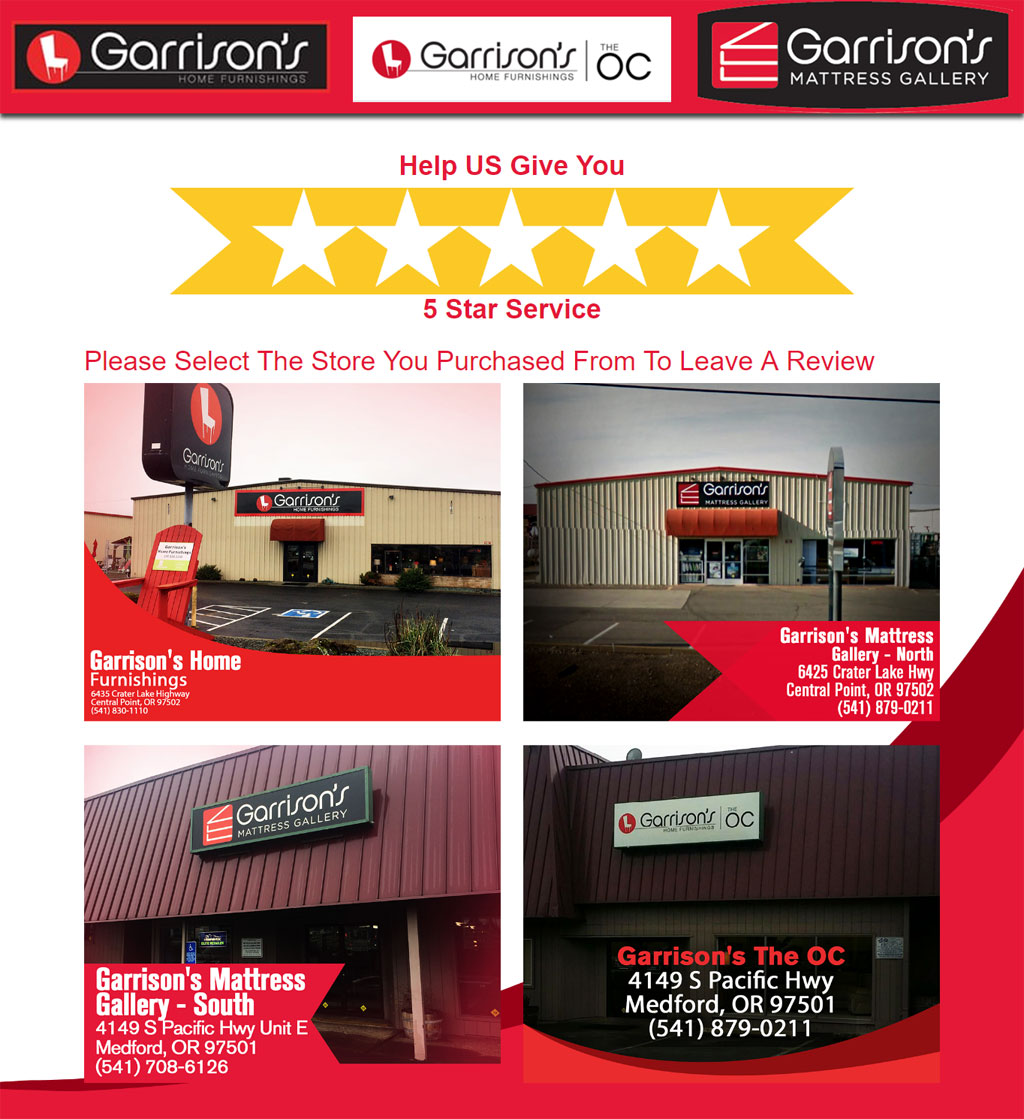 Garrison's
HOME FURNISHINGS
Garrison's
HOME FURNISHINGS
THE
OC
Garrison's
MATTRESS GALLERY
Help US Give You
5 Star Service
Please Select The Store You Purchased From To Leave A Review
Garrison's
HOME FURNISHINGS
Garrison's
HOME FURNISHINGS
Garrison's
Home Furnishings
Garrison's Home
Furnishings
6435 Crater Lake Highway
Central Point, OR 97502
(541) 830-1110
Garrison's
MATTRESS GALLERY
Garrison's Mattress
Gallery - North
6425 Crater Lake Hwy
Central Point, OR 97502
(541) 879-0211
Garrison's
MATTRESS GALLERY
Garrison's Mattress
Gallery - South
4149 S Pacific Hwy Unit E
Medford, OR 97501
(541) 708-6126
Garrison's
HOME FURNISHINGS
THE
OC
Garrison's The OC
4149 S Pacific Hwy
Medford, OR 97501
(541) 879-0211